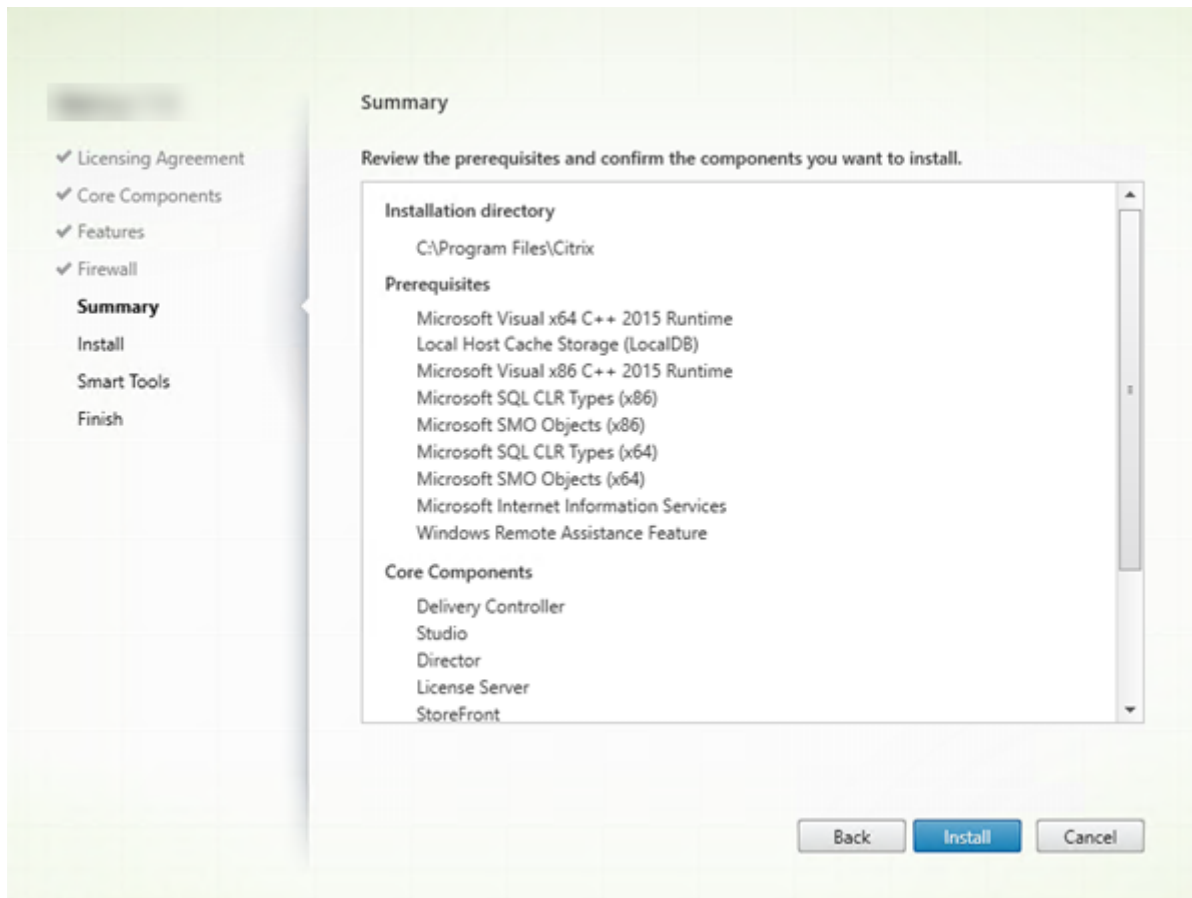 Summary
Licensing Agreement
Core Components
Features
Firewall
Summary
Install
Smart Tools
Finish
Review the prerequisites and confirm the components you want to install.
Installation directory
C:\Program Files\Citrix
Prerequisites
Microsoft Visual x64 C++ 2015 Runtime
Local Host Cache Storage (LocalDB)
Microsoft Visual x86 C++ 2015 Runtime
Microsoft SQL CLR Types (x86)
Microsoft SMO Objects (x86)
Microsoft SQL CLR Types (x64)
Microsoft SMO Objects (x64)
Microsoft Internet Information Services
Windows Remote Assistance Feature
Core Components
Delivery Controller
Studio
Director
License Server
StoreFront
Back
Install
Cancel